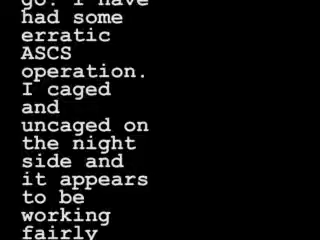 go. I have
had some
erratic
ASCS
operation.
I caged
and
uncaged on
the night
side and
it appears
to be
working
fairly